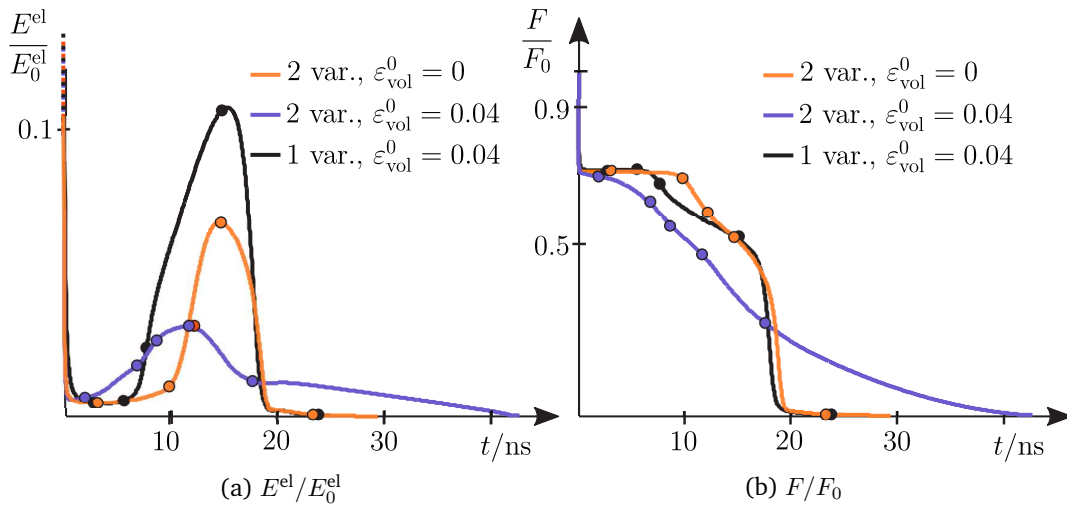 E^el/E_0^el
2 var., ε_vol^0 = 0
2 var., ε_vol^0 = 0.04
1 var., ε_vol^0 = 0.04
0.1
10
20
30
t/ns
(a) E^el/E_0^el
F/F_0
2 var., ε_vol^0 = 0
2 var., ε_vol^0 = 0.04
1 var., ε_vol^0 = 0.04
0.9
0.5
10
20
30
t/ns
(b) F/F_0